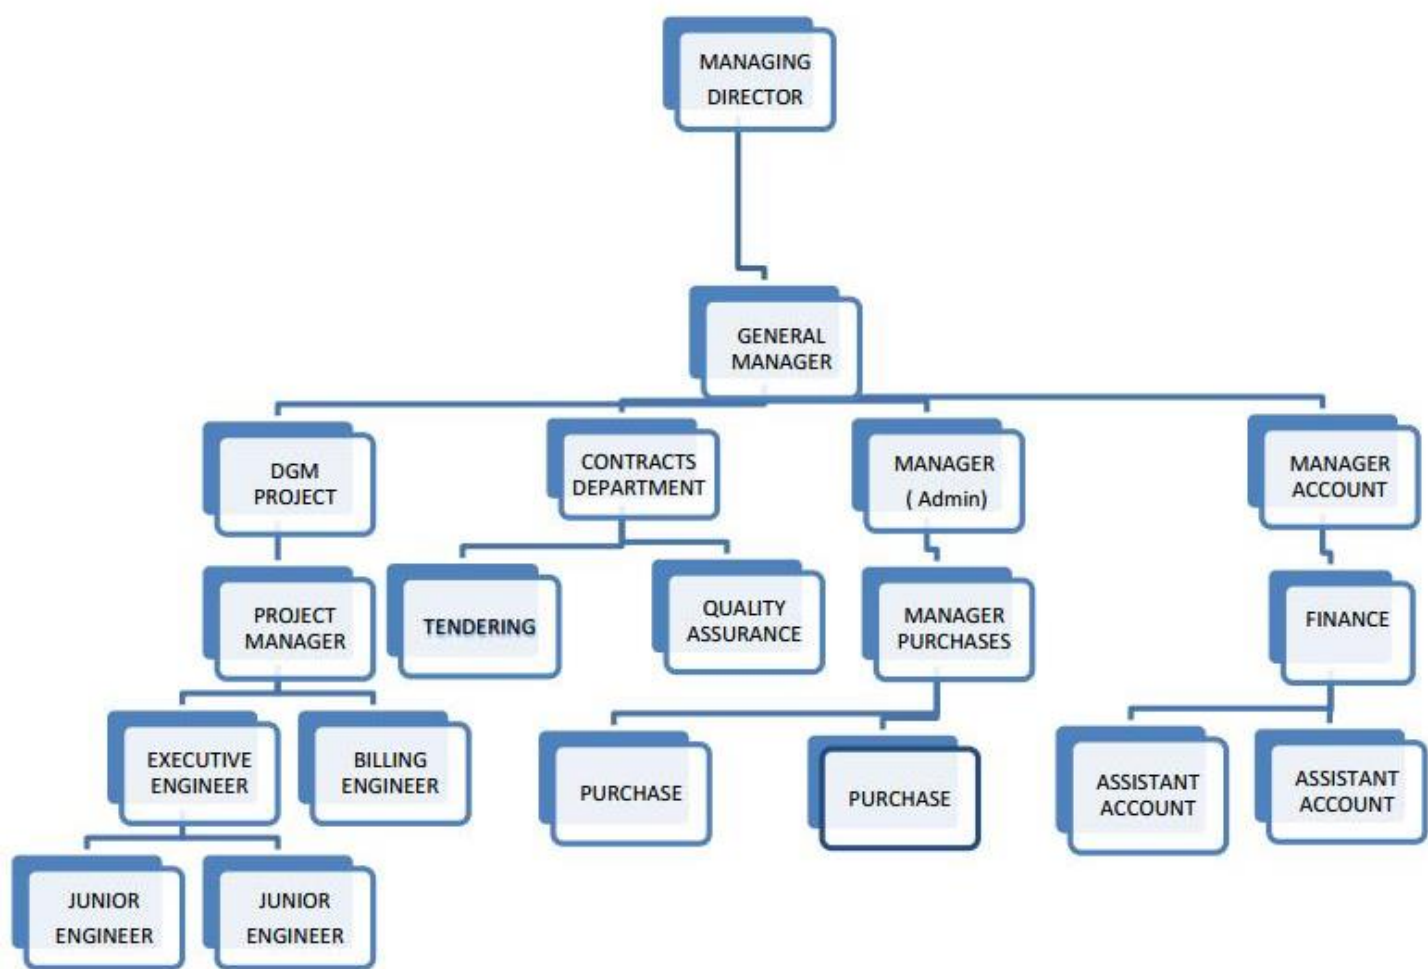 MANAGING
DIRECTOR
GENERAL
MANAGER
DGM
PROJECT
CONTRACTS
DEPARTMENT
MANAGER
( Admin)
MANAGER
ACCOUNT
PROJECT
MANAGER
TENDERING
QUALITY
ASSURANCE
MANAGER
PURCHASES
FINANCE
EXECUTIVE
ENGINEER
BILLING
ENGINEER
PURCHASE
PURCHASE
ASSISTANT
ACCOUNT
ASSISTANT
ACCOUNT
JUNIOR
ENGINEER
JUNIOR
ENGINEER